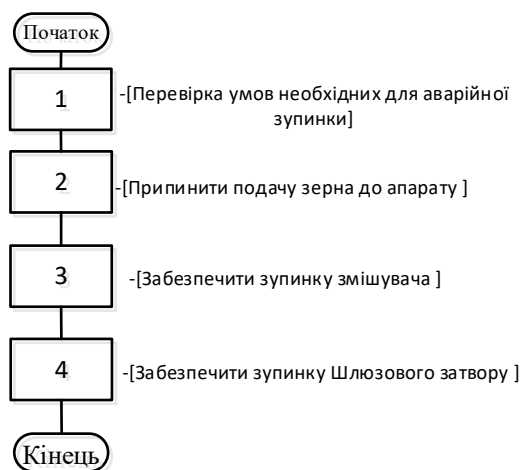 Початок
1
-[Перевірка умов необхідних для аварійної
зупинки]
2
-[Припинити подачу зерна до апарату ]
3
-[Забезпечити зупинку змішувача ]
4
-[Забезпечити зупинку Шлюзового затвору ]
Кінець